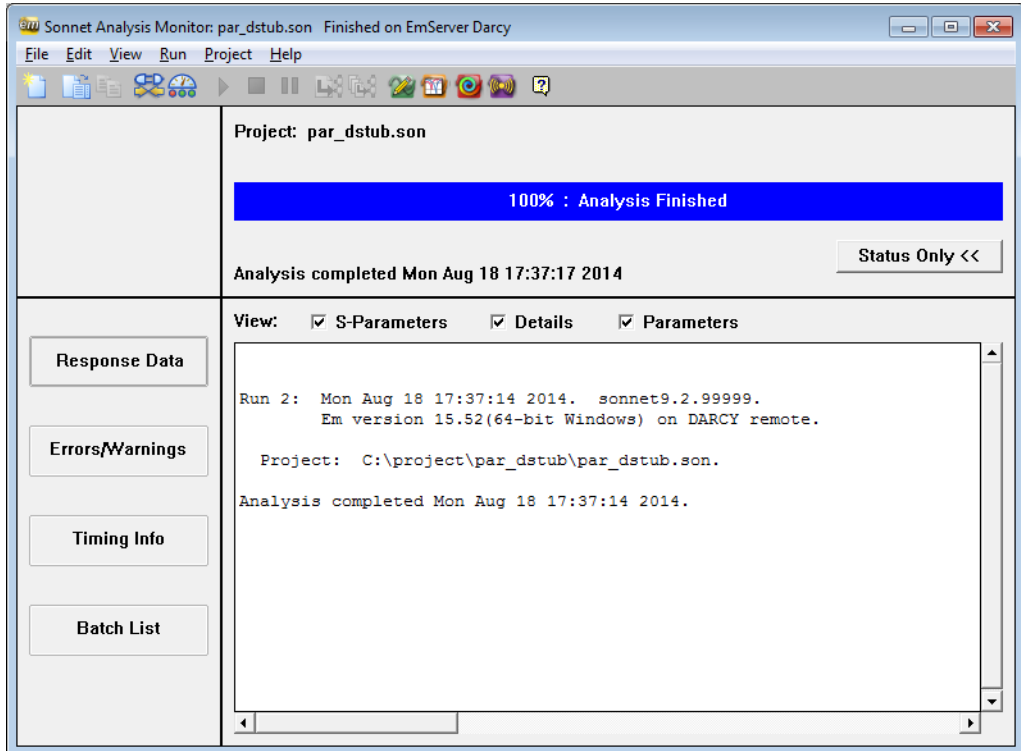 em Sonnet Analysis Monitor: par_dstub.son Finished on EmServer Darcy
File Edit View Run Project Help
Project: par_dstub.son
100% : Analysis Finished
Status Only <<
Analysis completed Mon Aug 18 17:37:17 2014
View: S-Parameters Details Parameters
Response Data
Errors/Warnings
Timing Info
Batch List
Run 2: Mon Aug 18 17:37:14 2014. sonnet9.2.99999.
Em version 15.52(64-bit Windows) on DARCY remote.
Project: C:\project\par_dstub\par_dstub.son.
Analysis completed Mon Aug 18 17:37:14 2014.